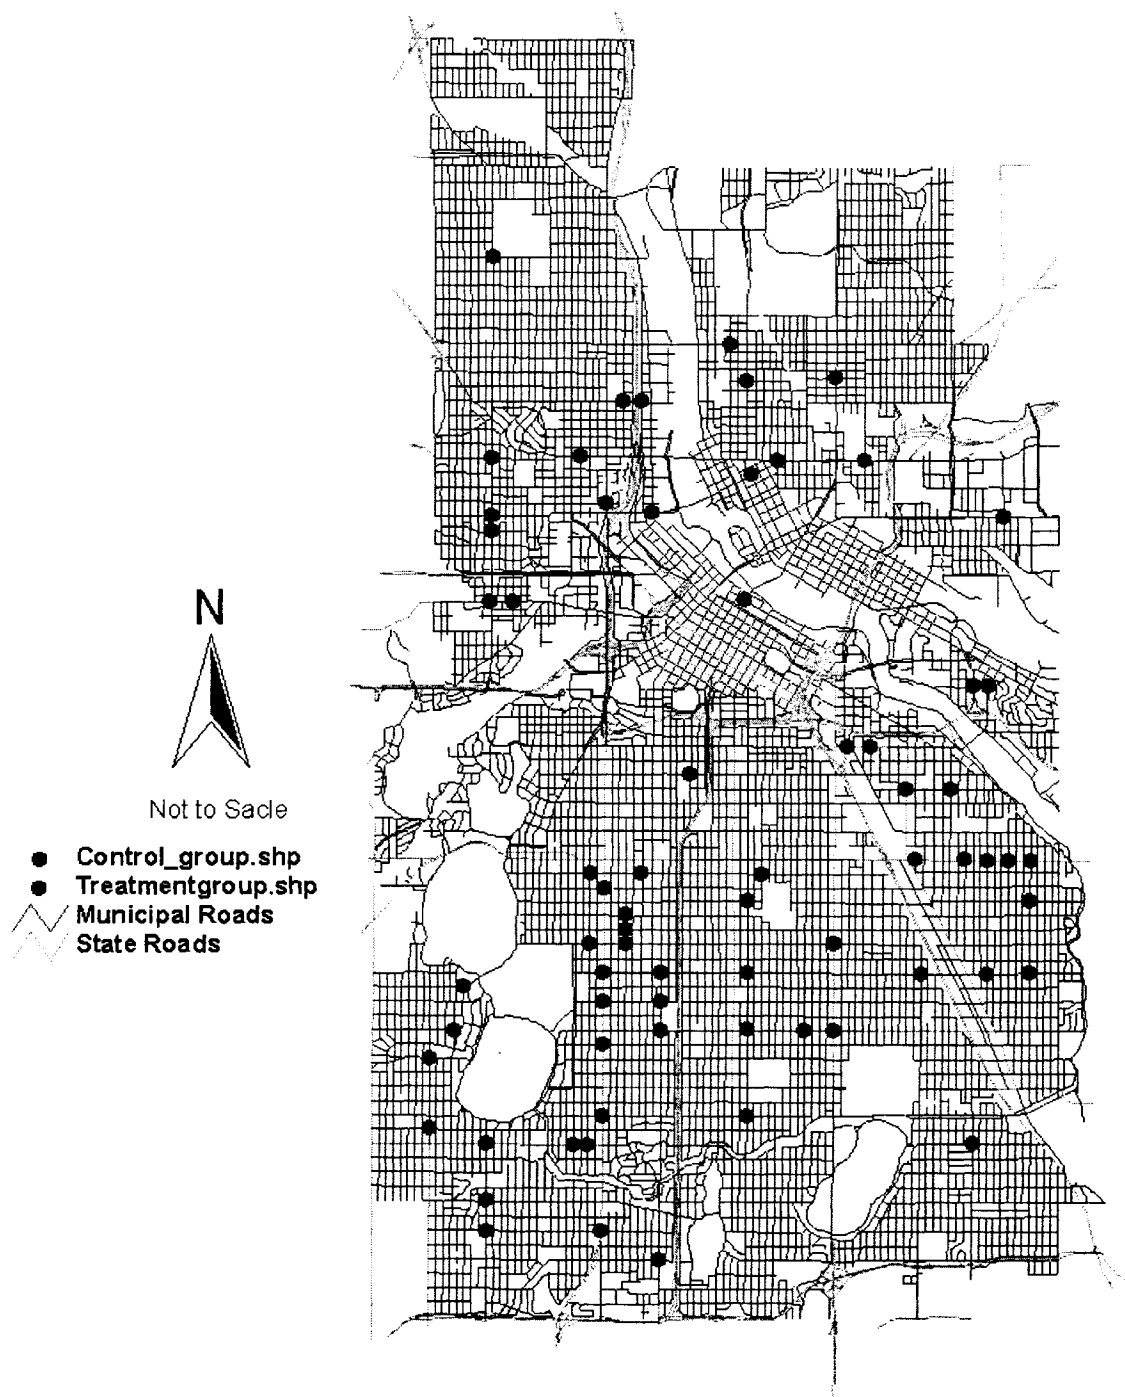 N
Not to Sacle
Control_group.shp
Treatmentgroup.shp
Municipal Roads
State Roads